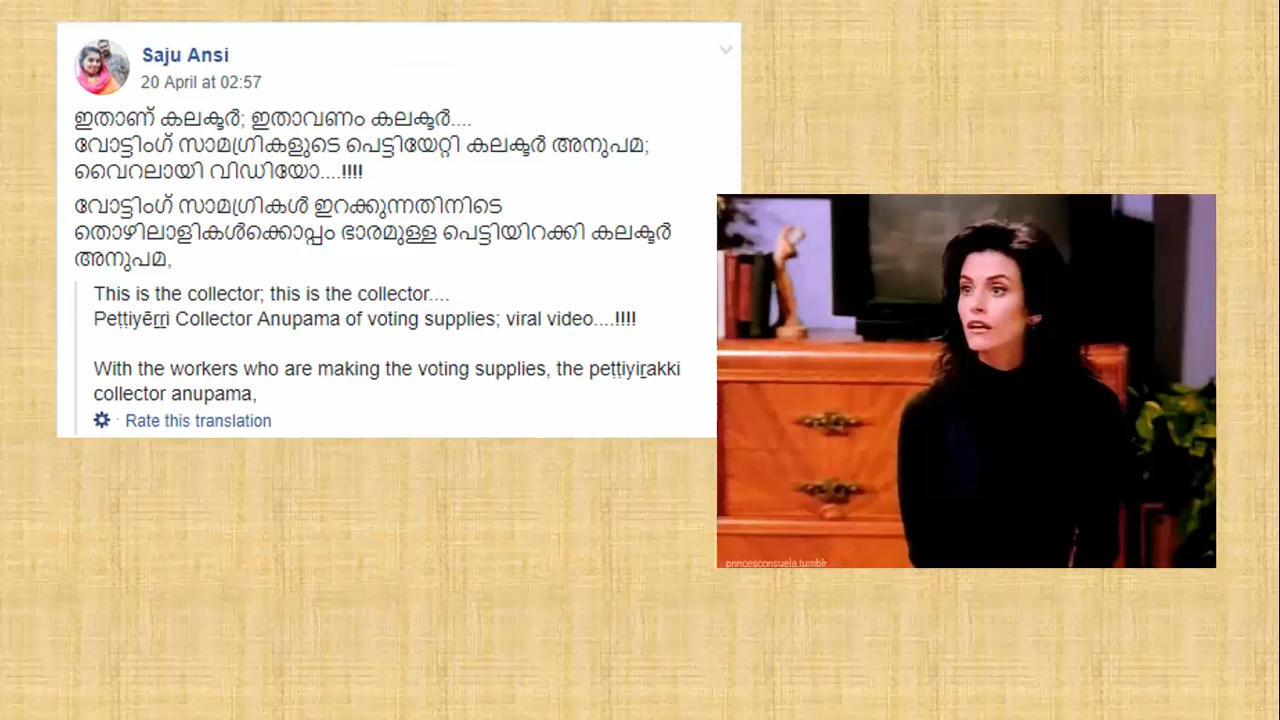 Saju Ansi
20 April at 02:57
ഇതാണ് കലക്ടർ; ഇതാവണം കലക്ടർ....
വോട്ടിംഗ് സാമഗ്രികളുടെ പെട്ടിയേറ്റി കലക്ടർ അനുപമ;
വൈറലായി വിഡിയോ....!!!!
വോട്ടിംഗ് സാമഗ്രികൾ ഇറക്കുന്നതിനിടെ
തൊഴിലാളികൾക്കൊപ്പം ഭാരമുള്ള പെട്ടിയിറക്കി കലക്ടർ
അനുപമ,
This is the collector; this is the collector....
Peṭṭiyēṟṟi Collector Anupama of voting supplies; viral video....!!!!
With the workers who are making the voting supplies, the peṭṭiyiṟakki
collector anupama,
· Rate this translation
princesconsuela.tumblr